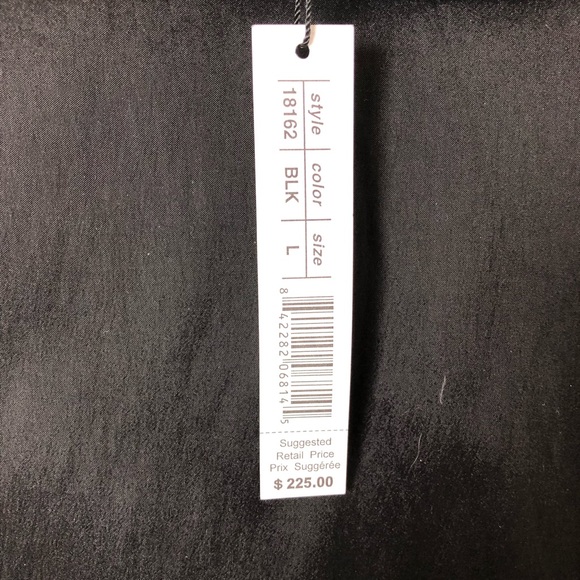 style color size
18162 BLK L
8 42282 06814 5
Suggested
Retail Price
Prix Suggérée
$ 225.00